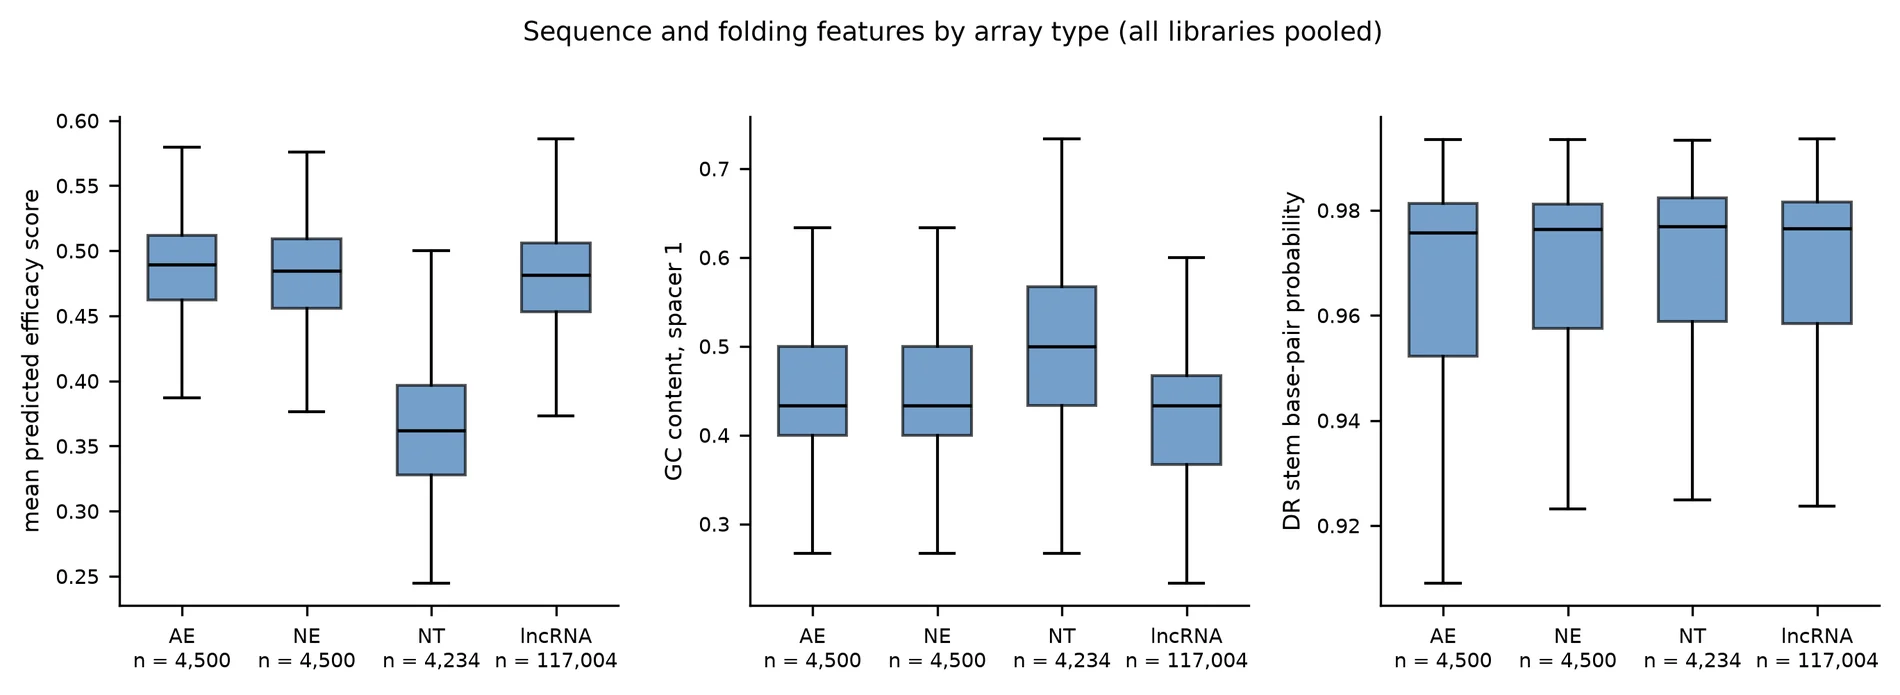 Sequence and folding features by array type (all libraries pooled)
mean predicted efficacy score
0.60
0.55
0.50
0.45
0.40
0.35
0.30
0.25
AE NE NT lncRNA
n = 4,500 n = 4,500 n = 4,234 n = 117,004
GC content, spacer 1
0.7
0.6
0.5
0.4
0.3
AE NE NT lncRNA
n = 4,500 n = 4,500 n = 4,234 n = 117,004
DR stem base-pair probability
0.98
0.96
0.94
0.92
AE NE NT lncRNA
n = 4,500 n = 4,500 n = 4,234 n = 117,004